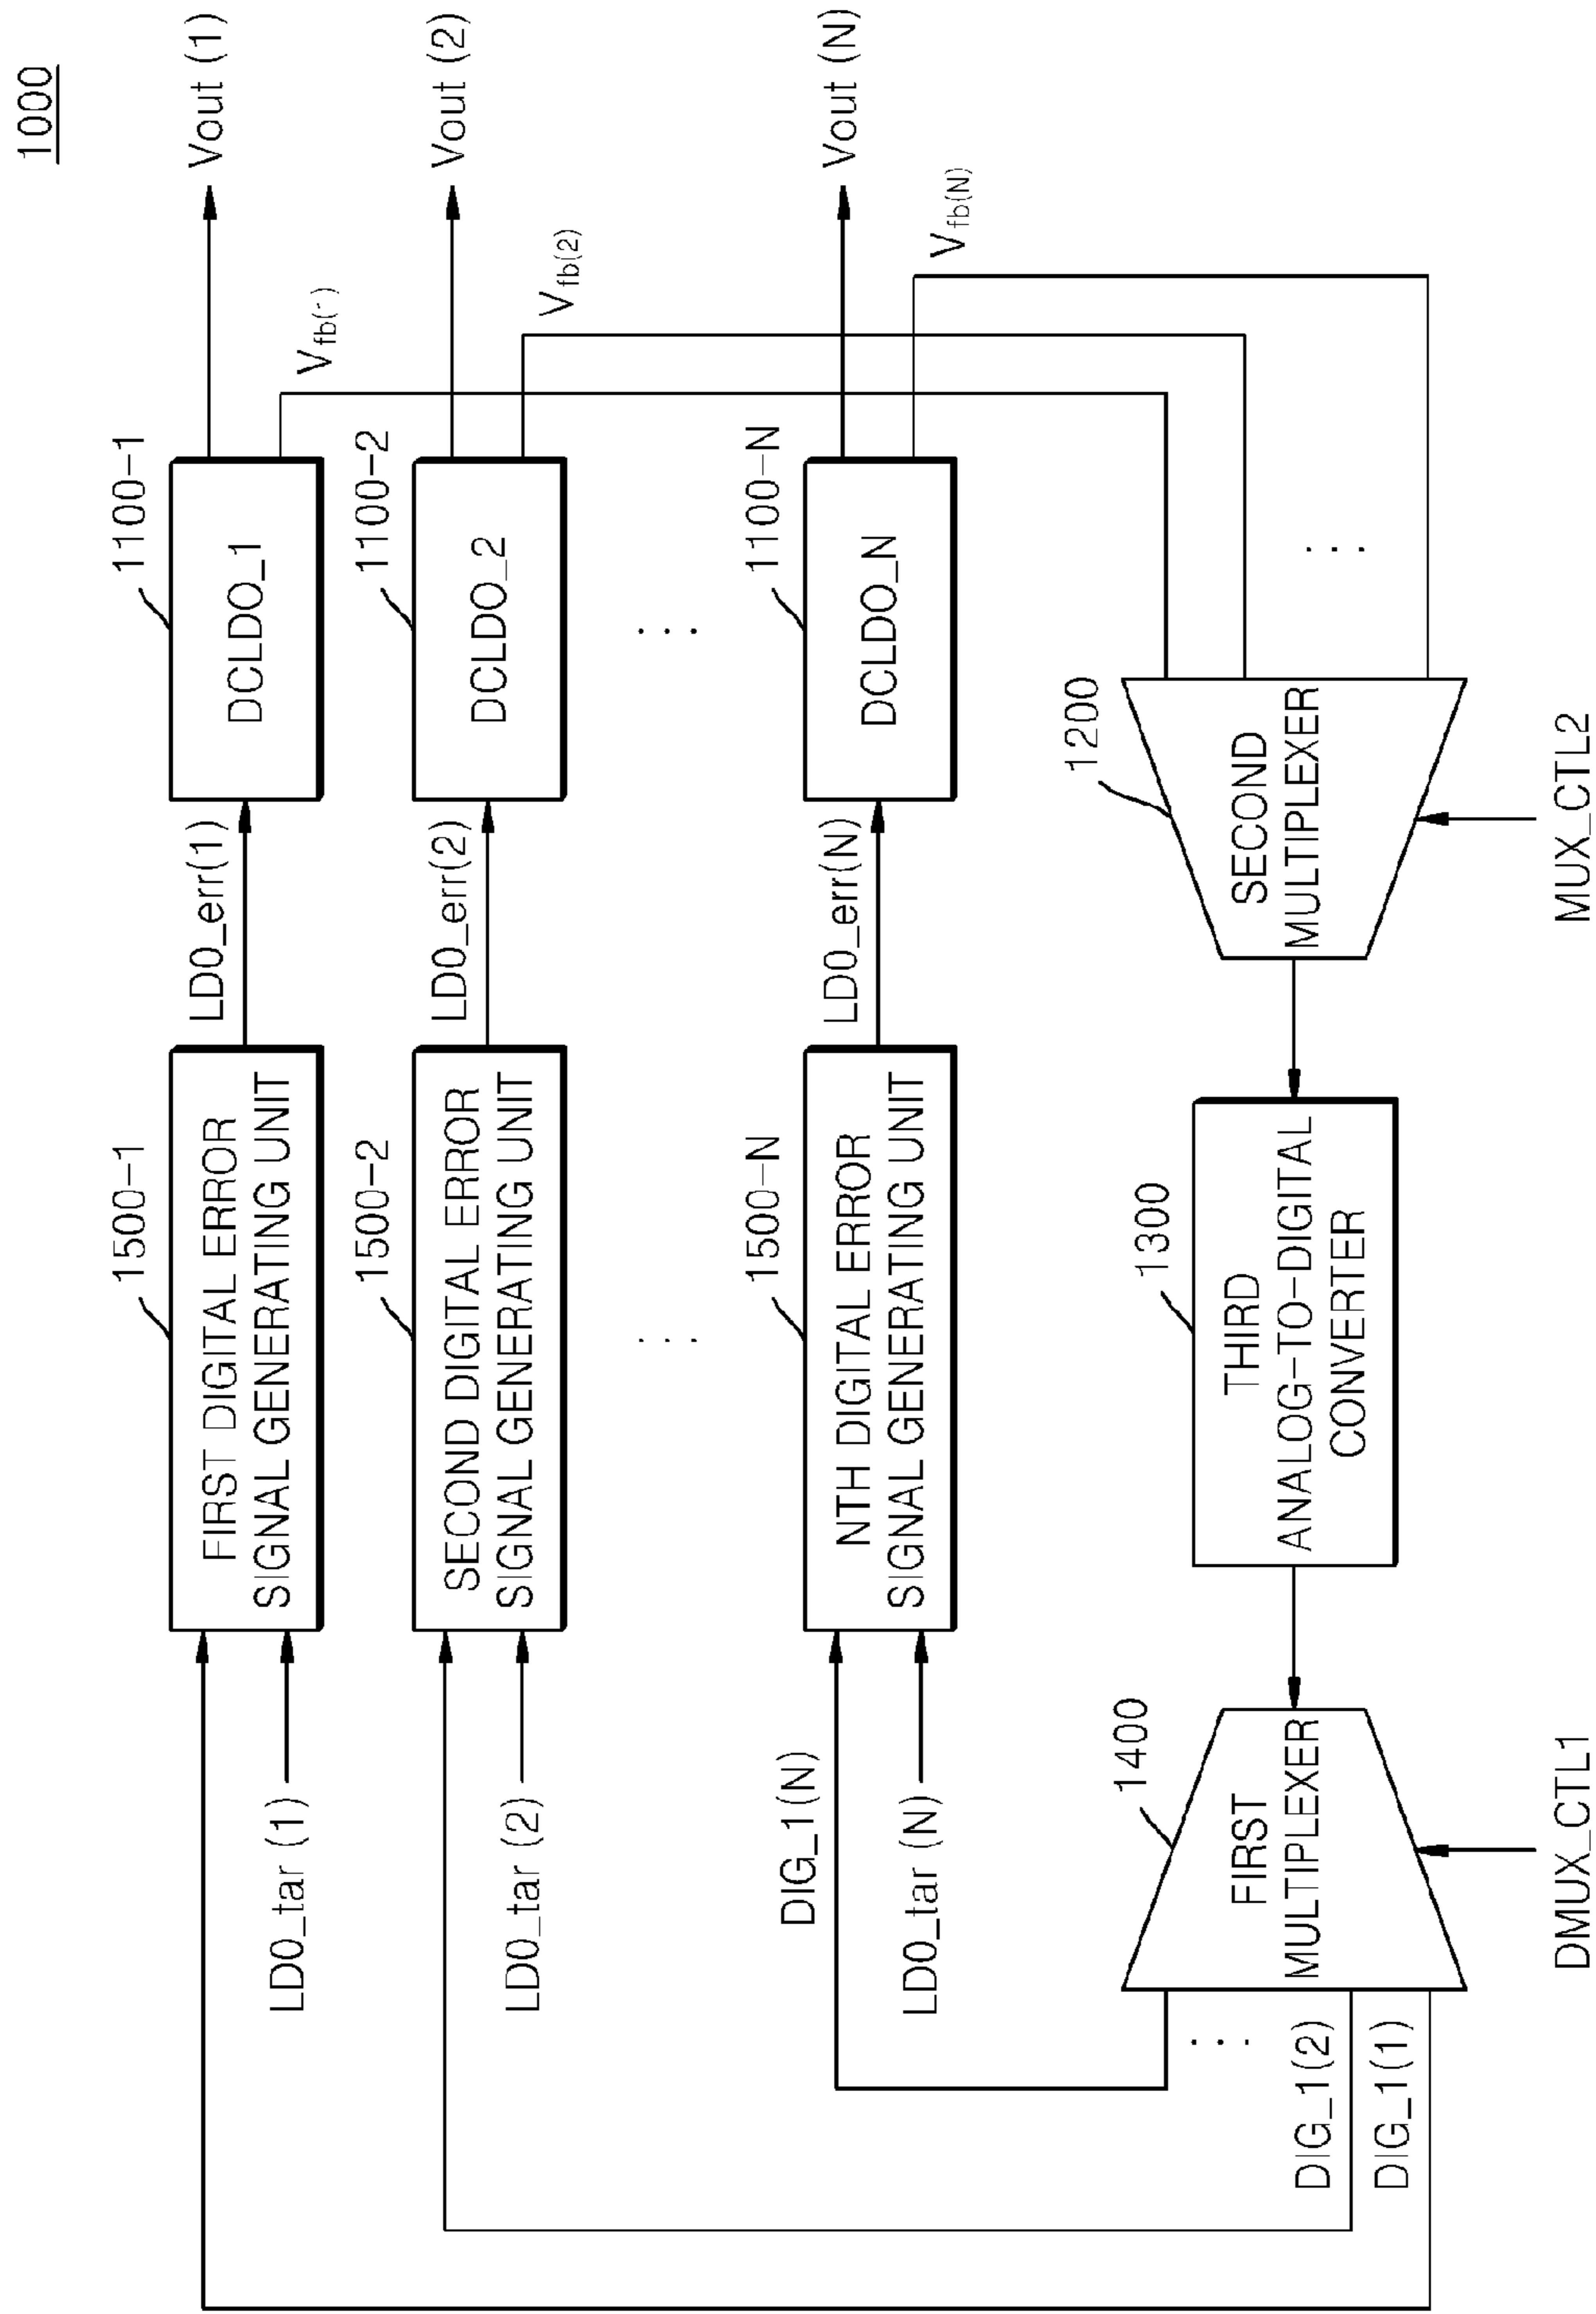 1000
1500-1
FIRST DIGITAL ERROR
SIGNAL GENERATING UNIT
LDO_tar (1)
LDO_err(1)
1100-1
DCLDO_1
Vout (1)
Vfb(1)
1500-2
SECOND DIGITAL ERROR
SIGNAL GENERATING UNIT
LDO_tar (2)
LDO_err(2)
1100-2
DCLDO_2
Vout (2)
Vfb(2)
...
...
1500-N
NTH DIGITAL ERROR
SIGNAL GENERATING UNIT
DIG_1(N)
LDO_tar (N)
LDO_err(N)
1100-N
DCLDO_N
Vout (N)
Vfb(N)
1400
FIRST
MULTIPLEXER
DMUX_CTL1
...
DIG_1(2)
DIG_1(1)
1300
THIRD
ANALOG-TO-DIGITAL
CONVERTER
1200
SECOND
MULTIPLEXER
MUX_CTL2
...